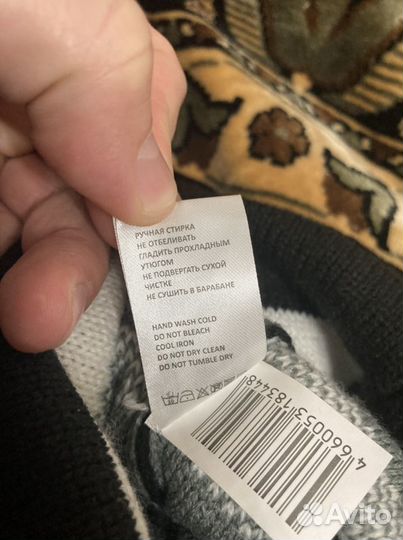 РУЧНАЯ СТИРКА
НЕ ОТБЕЛИВАТЬ
ГЛАДИТЬ ПРОХЛАДНЫМ
УТЮГОМ
НЕ ПОДВЕРГАТЬ СУХОЙ
ЧИСТКЕ
НЕ СУШИТЬ В БАРАБАНЕ
HAND WASH COLD
DO NOT BLEACH
COOL IRON
DO NOT DRY CLEAN
DO NOT TUMBLE DRY
4660053183448
Avito